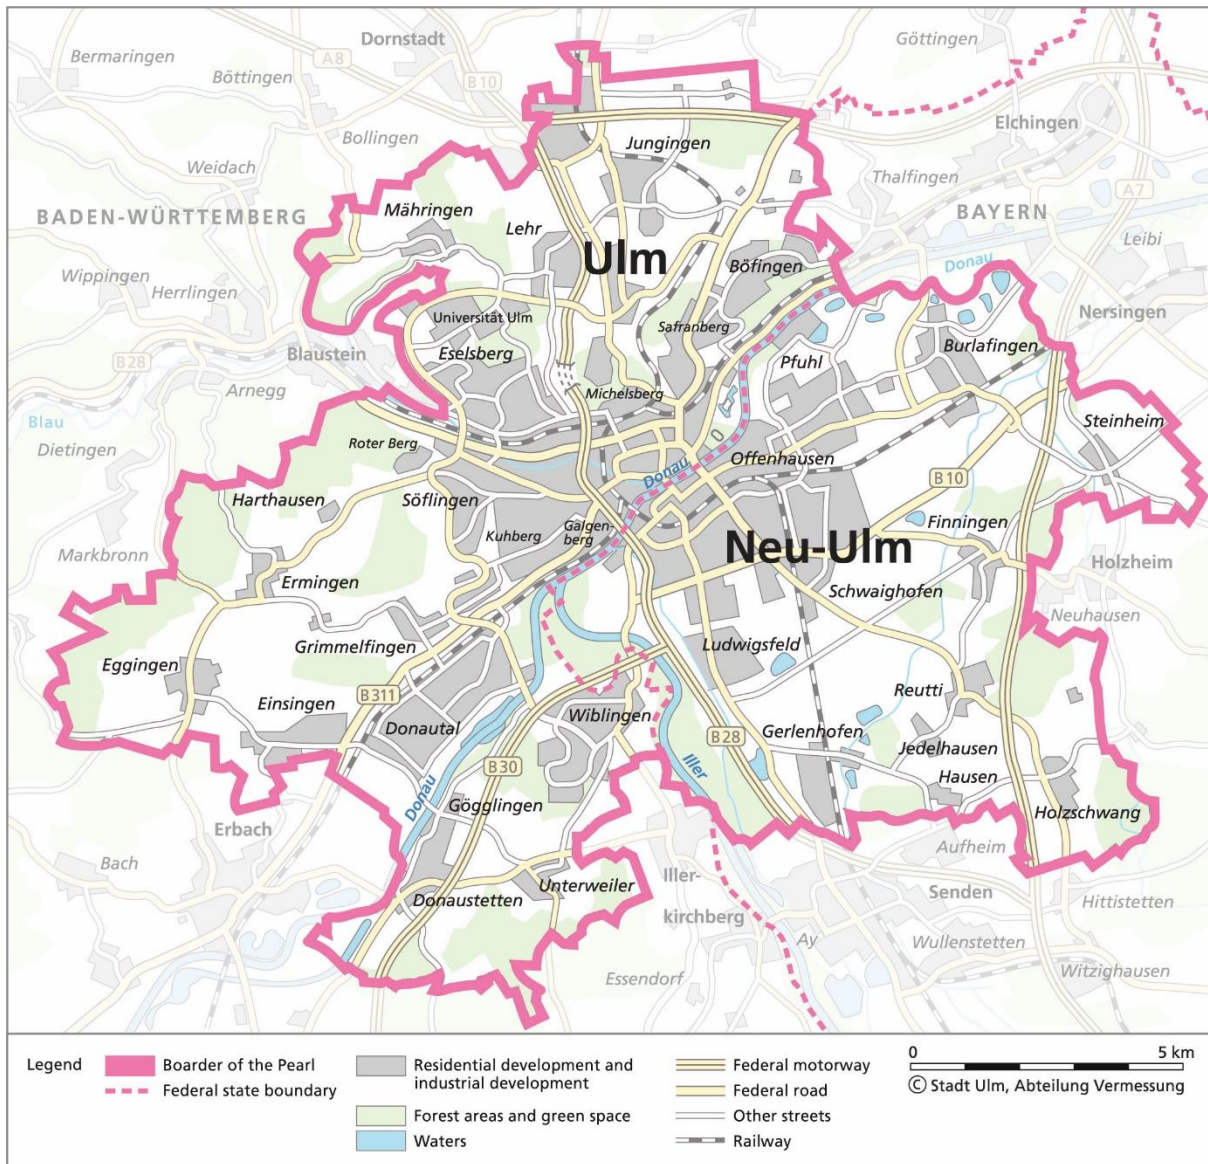 Dornstadt
Göttingen
Bermaringen
A8
B10
Böttingen
Elchingen
Bollingen
Jungingen
Weidach
Thalfingen
A7
BADEN-WÜRTTEMBERG
Mähringen
BAYERN
Lehr
Leibi
Ulm
Böfingen
Donau
Wippingen
Herrlingen
Universität Ulm
Safranberg
Nersingen
Blaustein
Eselsberg
Pfuhl
Burlafingen
B28
Arnegg
Michelsberg
Blau
Steinheim
Dietingen
Roter Berg
Offenhausen
Donau
B10
Harthausen
Söflingen
Finningen
Kuhberg
Galgen-
berg
Neu-Ulm
Markbronn
Holzheim
Ermingen
Schwaighofen
Neuhausen
Grimmelfingen
Ludwigsfeld
Eggingen
B311
Reutti
Einsingen
Donautal
Wiblingen
Gerlenhofen
B28
Jedelhausen
Iller
B30
Hausen
Donau
Gögglingen
Holzschwang
Erbach
Aufheim
Bach
Unterweiler
Iller-
kirchberg
Senden
Donaustetten
Hittistetten
Ay
Wullenstetten
Essendorf
Witzighausen
Legend
Boarder of the Pearl
Federal state boundary
Residential development and
industrial development
Forest areas and green space
Waters
Federal motorway
Federal road
Other streets
Railway
0 5 km
© Stadt Ulm, Abteilung Vermessung